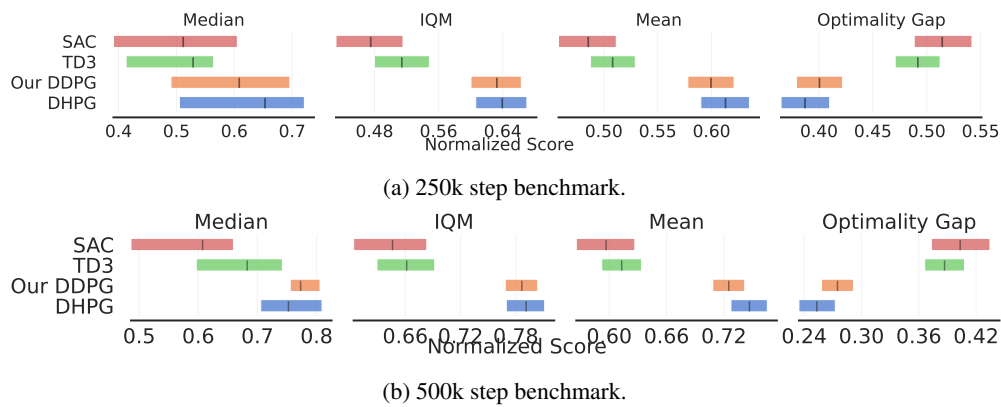 Median IQM Mean Optimality Gap
SAC
TD3
Our DDPG
DHPG
0.4 0.5 0.6 0.7 0.48 0.56 0.64 0.50 0.55 0.60 0.40 0.45 0.50 0.55
Normalized Score
(a) 250k step benchmark.
Median IQM Mean Optimality Gap
SAC
TD3
Our DDPG
DHPG
0.5 0.6 0.7 0.8 0.66 0.72 0.78 0.60 0.66 0.72 0.24 0.30 0.36 0.42
Normalized Score
(b) 500k step benchmark.